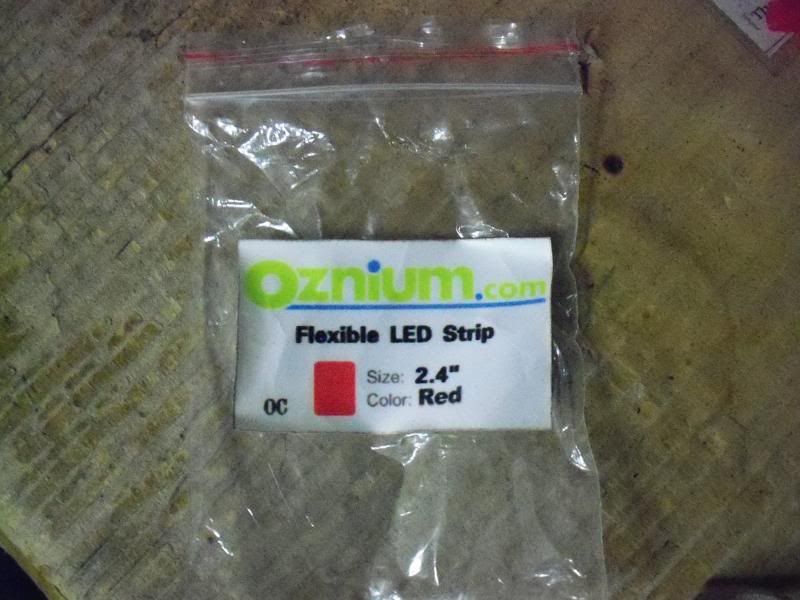 Oznium.com
Flexible LED Strip
Size: 2.4"
Color: Red
OC